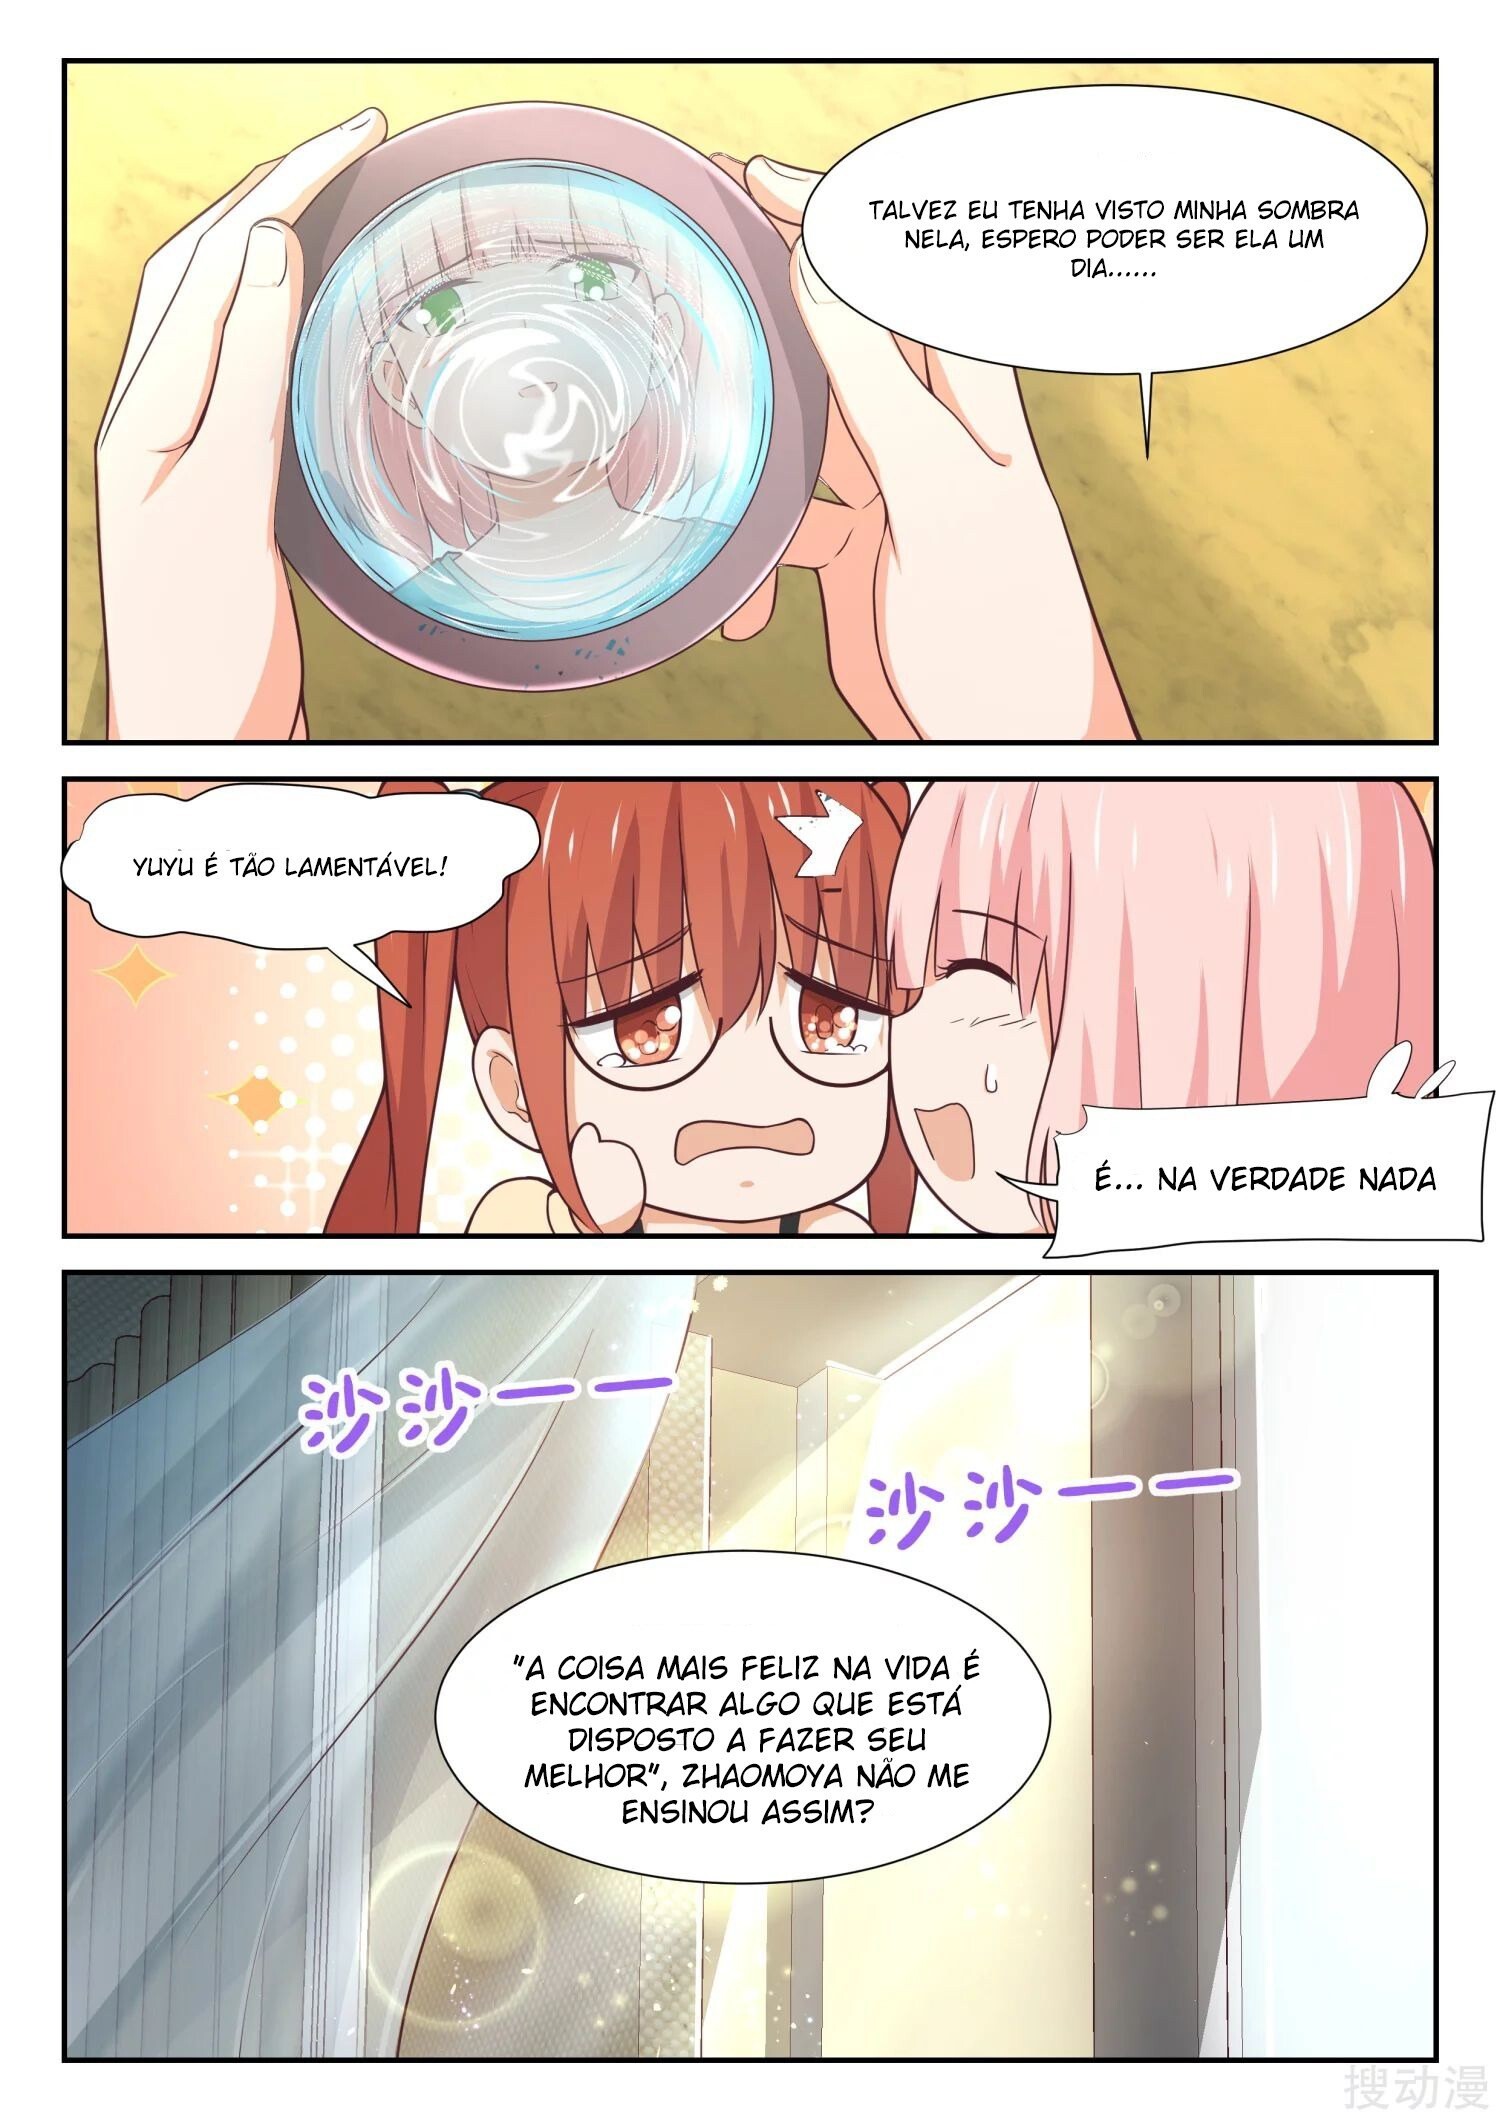 TALVEZ EU TENHA VISTO MINHA SOMBRA
NELA, ESPERO PODER SER ELA UM
DIA......
YUYU É TÃO LAMENTÁVEL!
É... NA VERDADE NADA
沙沙——
沙沙——
"A COISA MAIS FELIZ NA VIDA É
ENCONTRAR ALGO QUE ESTÁ
DISPOSTO A FAZER SEU
MELHOR", ZHAOMOYA NÃO ME
ENSINOU ASSIM?
搜动漫